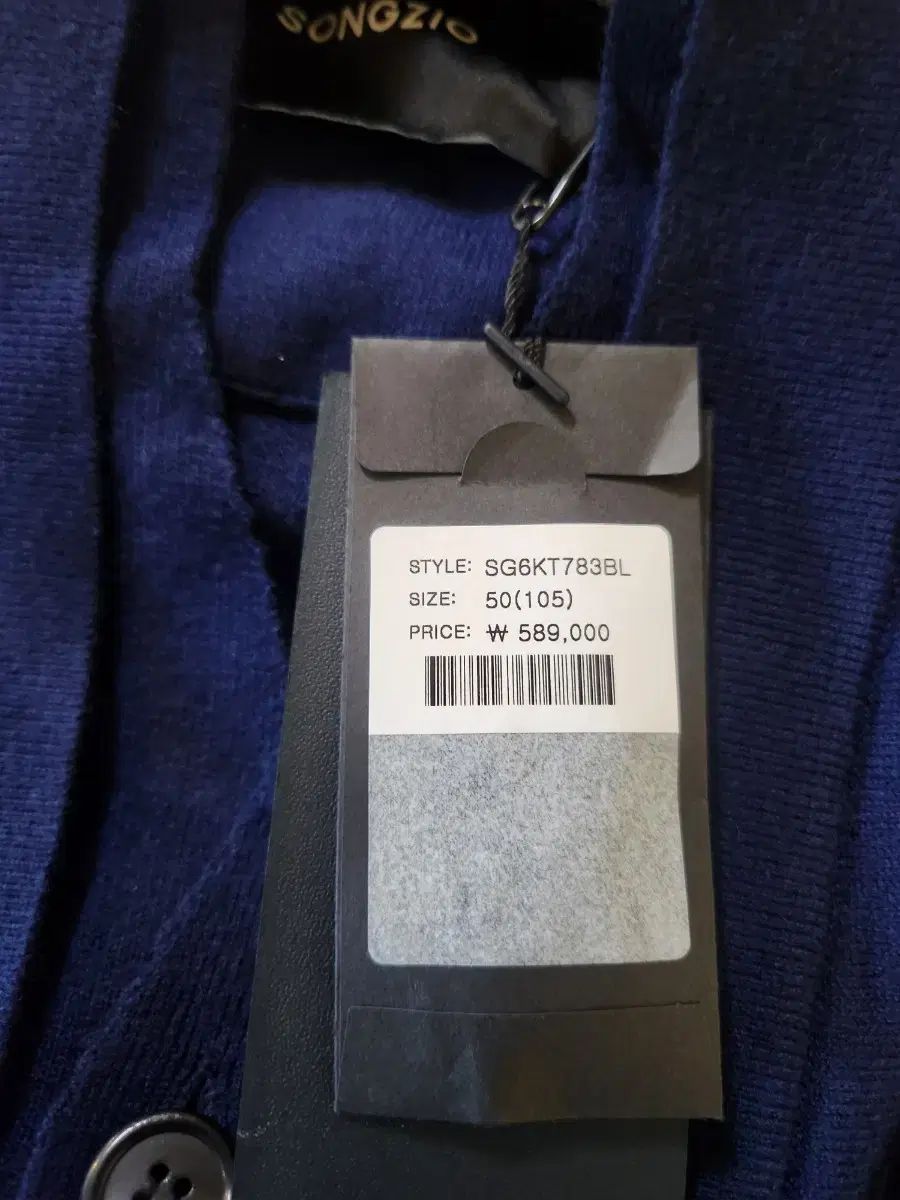 SONGZIO
STYLE: SG6KT783BL
SIZE: 50(105)
PRICE: ₩ 589,000